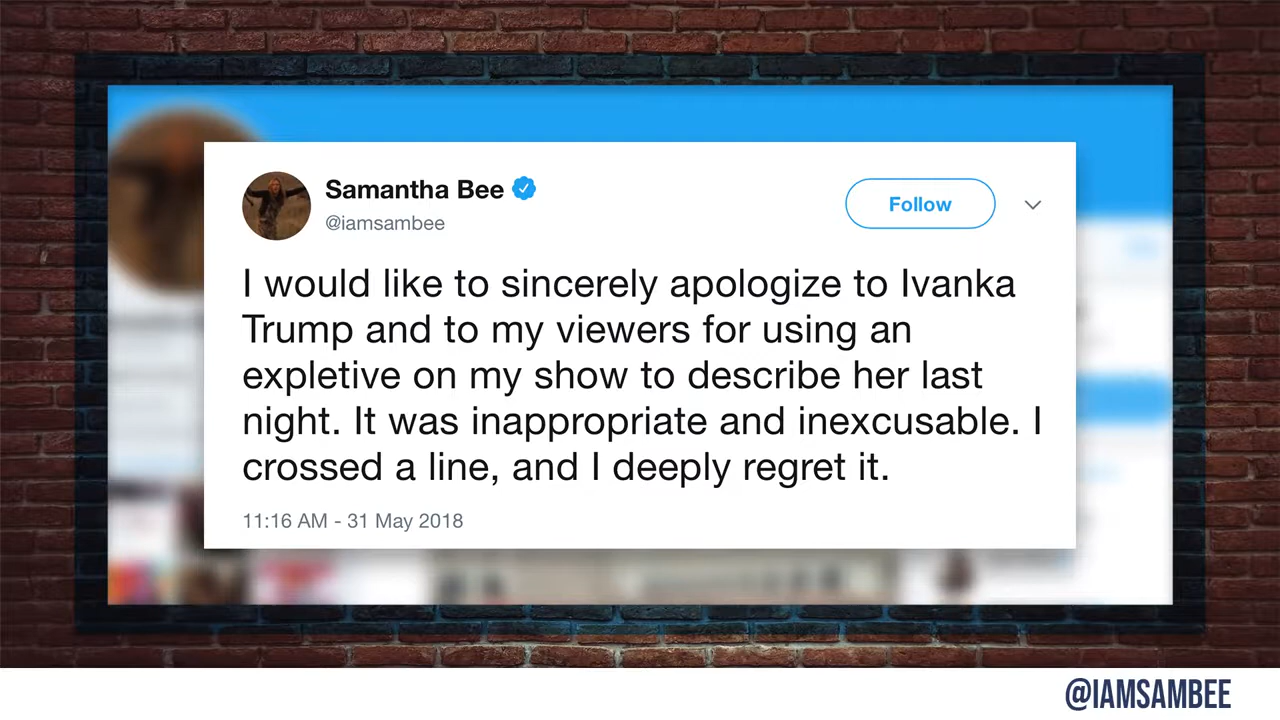 Samantha Bee
@iamsambee
Follow
I would like to sincerely apologize to Ivanka
Trump and to my viewers for using an
expletive on my show to describe her last
night. It was inappropriate and inexcusable. I
crossed a line, and I deeply regret it.
11:16 AM - 31 May 2018
@IAMSAMBEE